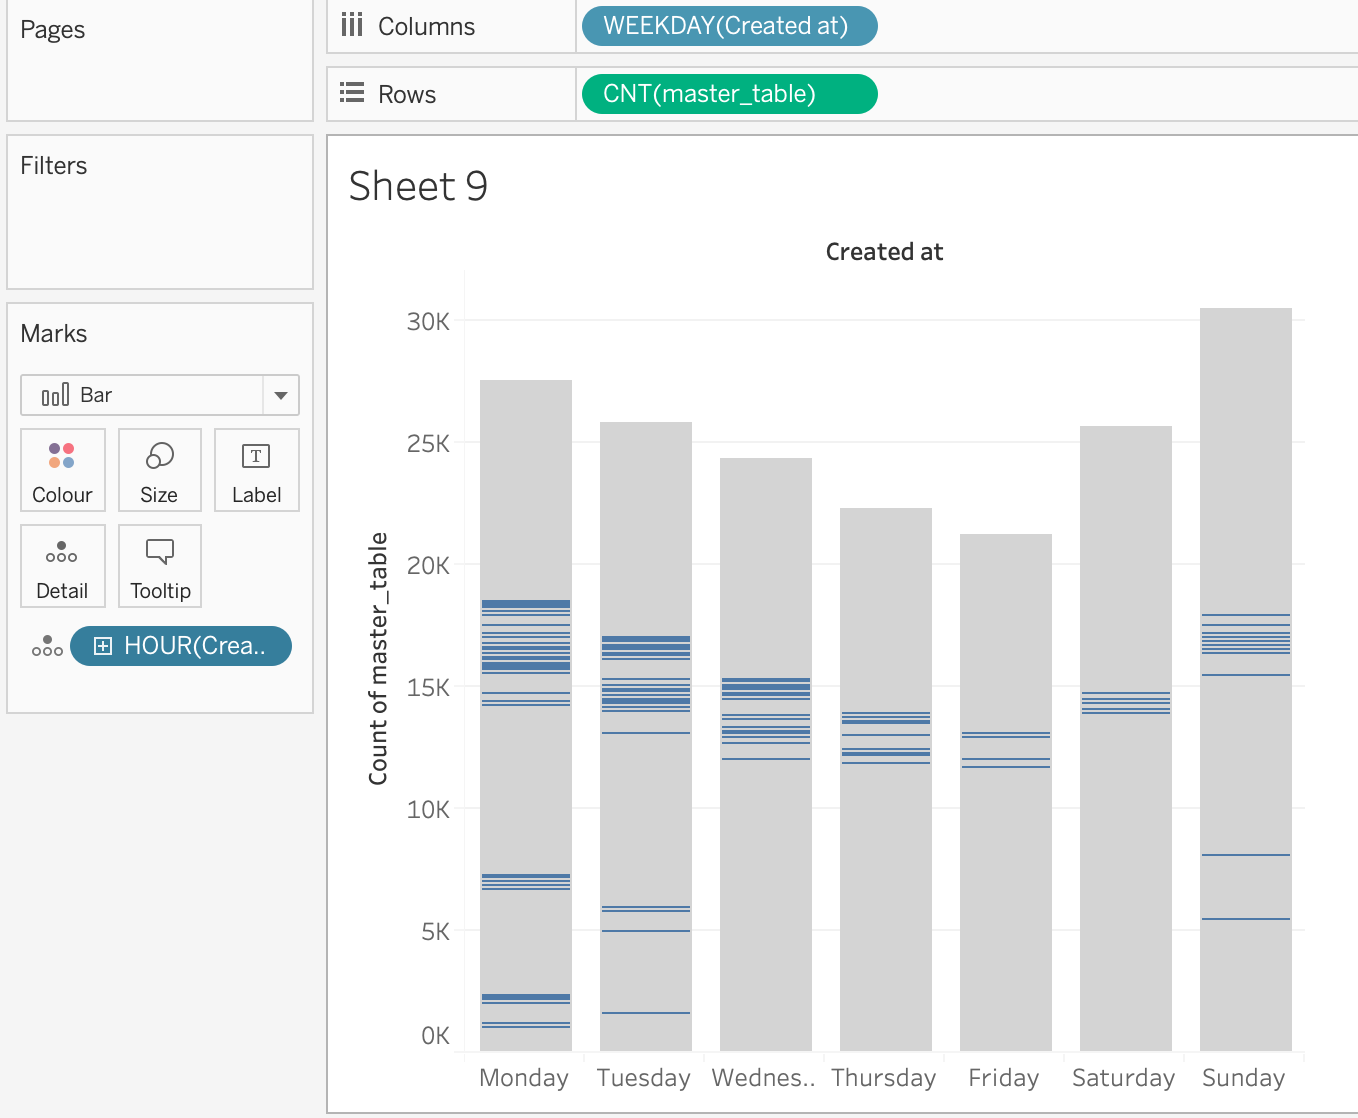 Pages
Columns
WEEKDAY(Created at)
Rows
CNT(master_table)
Filters
Marks
Bar
Colour
Size
T
Label
Detail
Tooltip
HOUR(Crea..
Sheet 9
Created at
Count of master_table
30K
25K
20K
15K
10K
5K
0K
Monday
Tuesday
Wednes..
Thursday
Friday
Saturday
Sunday